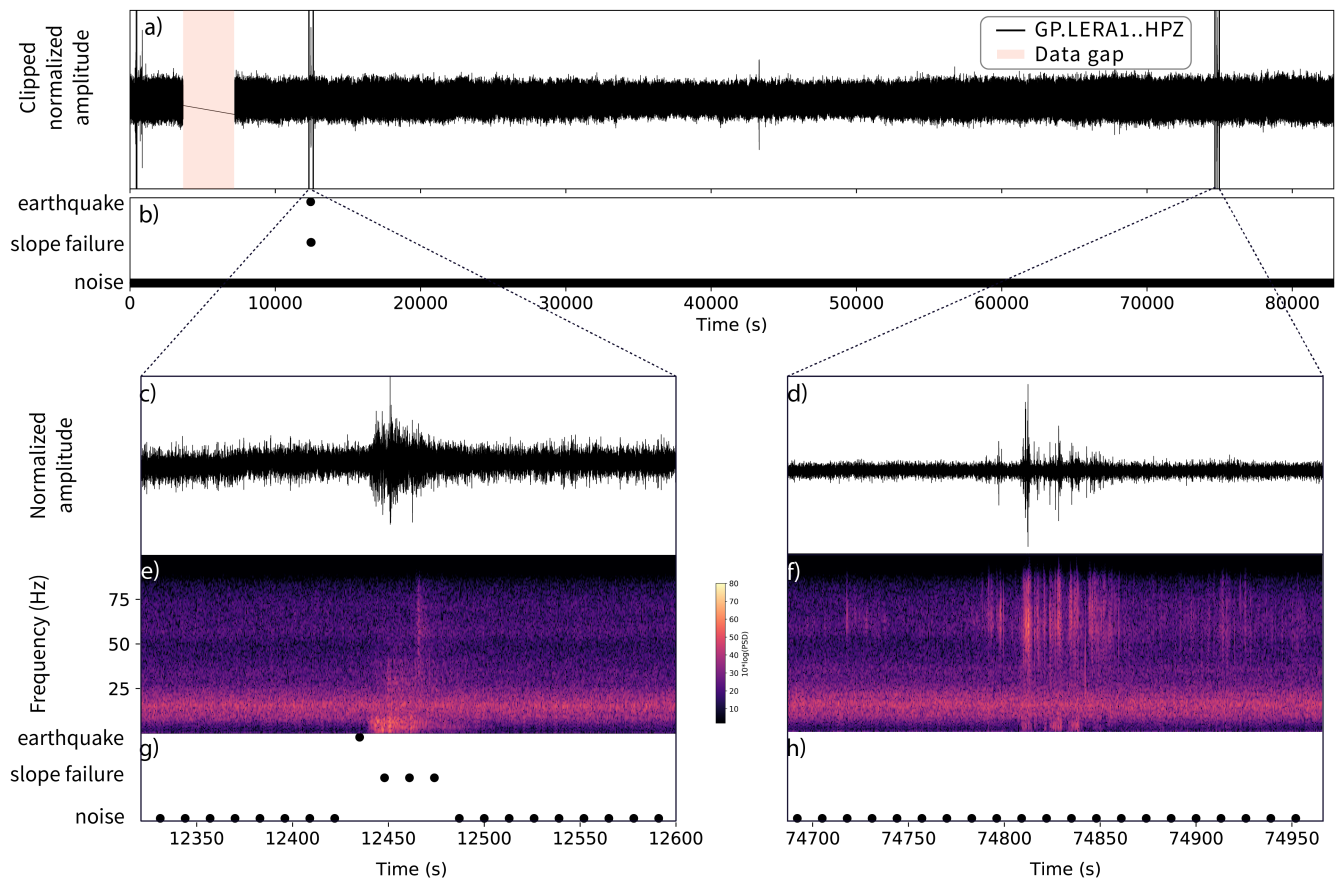 a)
Clipped
normalized
amplitude
GP.LERA1..HPZ
Data gap
b)
earthquake
slope failure
noise
0 10000 20000 30000 40000 50000 60000 70000 80000
Time (s)
c)
d)
Normalized
amplitude
e)
f)
Frequency (Hz)
75
50
25
80
70
60
50
40
30
20
10
10*log(PSD)
g)
h)
earthquake
slope failure
noise
12350 12400 12450 12500 12550 12600
74700 74750 74800 74850 74900 74950
Time (s)
Time (s)